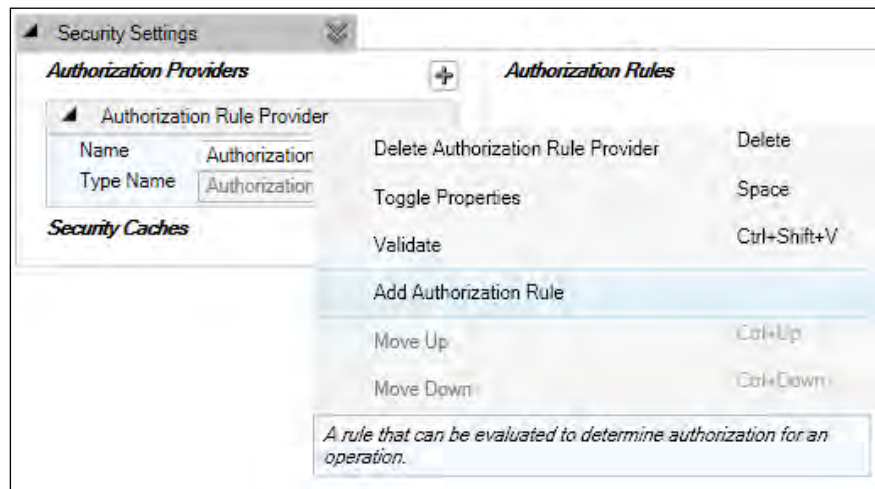 Security Settings
Authorization Providers
Authorization Rules
Authorization Rule Provider
Name Authorization
Type Name Authorization
Security Caches
Delete Authorization Rule Provider Delete
Toggle Properties Space
Validate Ctrl+Shift+V
Add Authorization Rule
Move Up Ctrl+Up
Move Down Ctrl+Down
A rule that can be evaluated to determine authorization for an
operation.